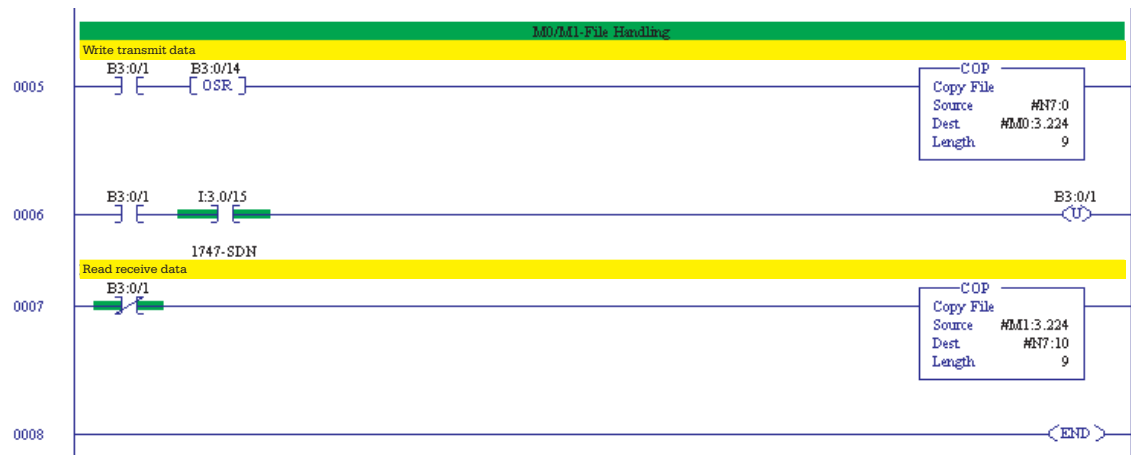 M0/M1-File Handling
Write transmit data
B3:0/1 B3:0/14
0005 OSR
COP
Copy File
Source #N7:0
Dest #M0:3.224
Length 9
B3:0/1 I:3.0/15 B3:0/1
0006 U
1747-SDN
Read receive data
B3:0/1
0007
COP
Copy File
Source #M1:3.224
Dest #N7:10
Length 9
0008 END